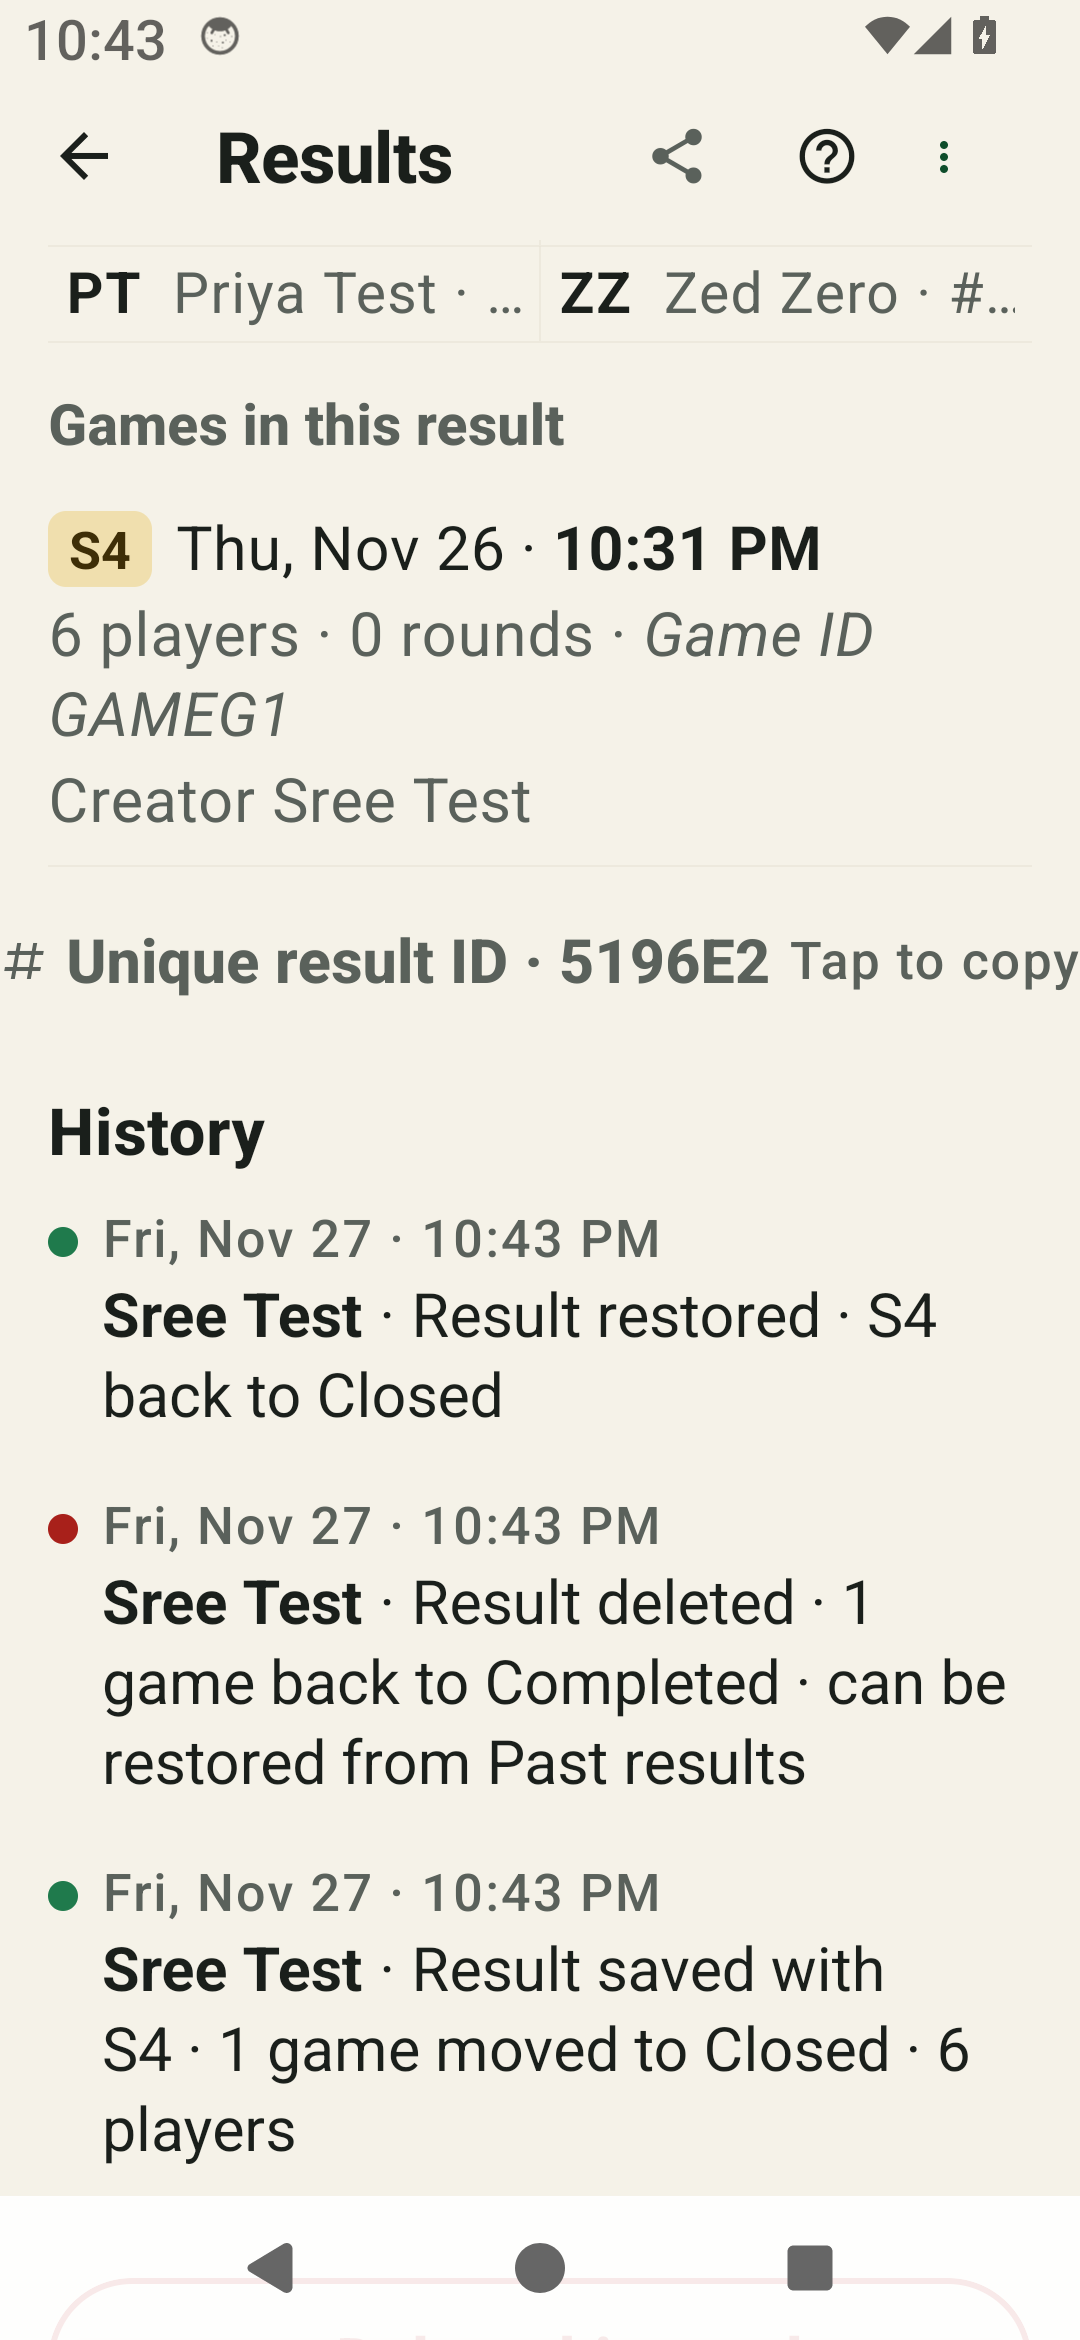 10:43
Results
PT Priya Test · ...
ZZ Zed Zero · #...
Games in this result
S4 Thu, Nov 26 · 10:31 PM
6 players · 0 rounds · Game ID
GAMEG1
Creator Sree Test
# Unique result ID · 5196E2 Tap to copy
History
Fri, Nov 27 · 10:43 PM
Sree Test · Result restored · S4
back to Closed
Fri, Nov 27 · 10:43 PM
Sree Test · Result deleted · 1
game back to Completed · can be
restored from Past results
Fri, Nov 27 · 10:43 PM
Sree Test · Result saved with
S4 · 1 game moved to Closed · 6
players